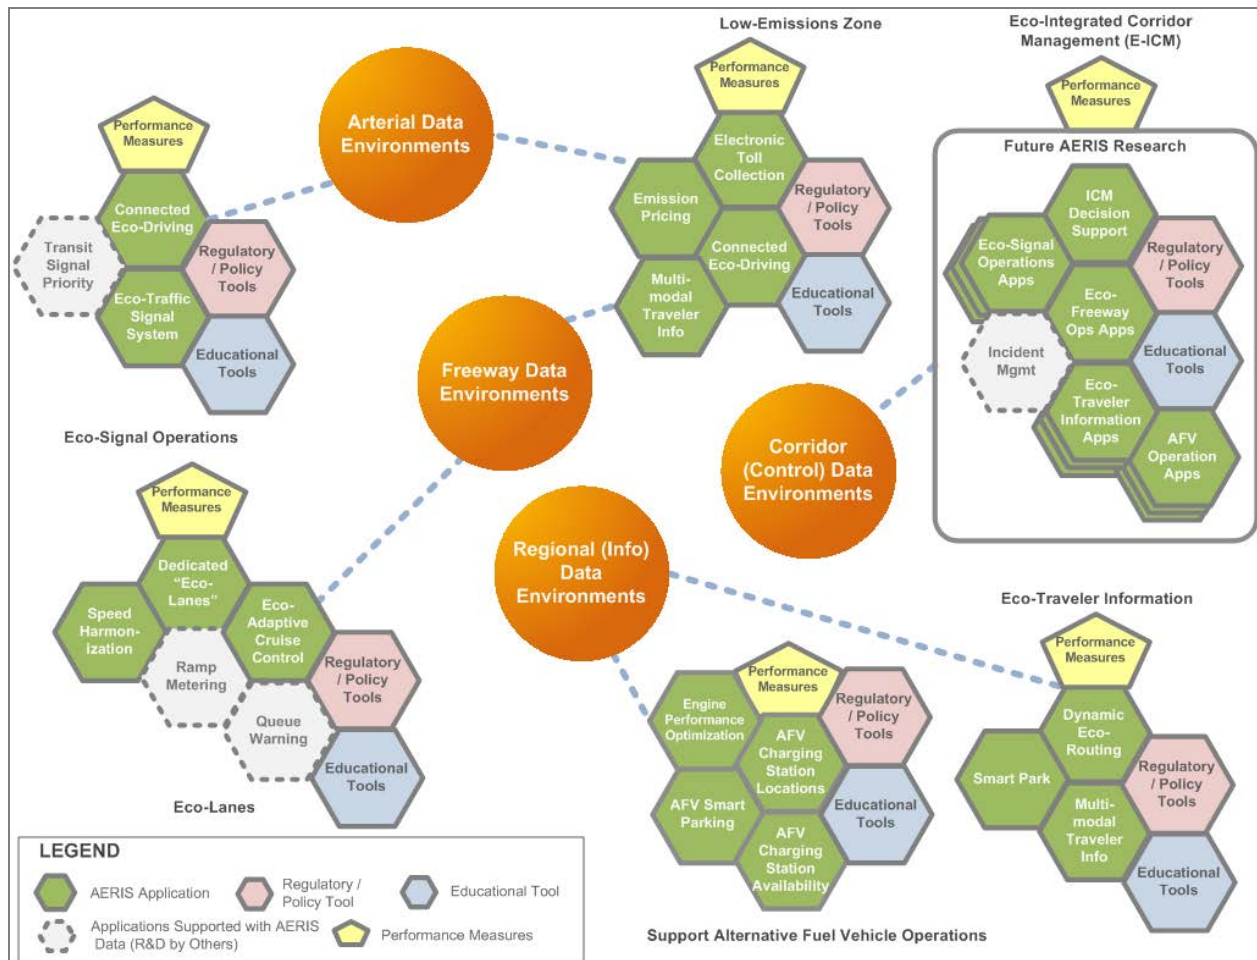 Low-Emissions Zone
Performance
Measures
Electronic
Toll
Collection
Emission
Pricing
Regulatory
/ Policy
Tools
Connected
Eco-Driving
Multi-
modal
Traveler
Info
Educational
Tools
Eco-Integrated Corridor
Management (E-ICM)
Performance
Measures
Future AERIS Research
ICM
Decision
Support
Eco-Signal
Operations
Apps
Regulatory
/ Policy
Tools
Eco-
Freeway
Ops Apps
Incident
Mgmt
Educational
Tools
Eco-
Traveler
Information
Apps
AFV
Operation
Apps
Arterial Data
Environments
Performance
Measures
Connected
Eco-Driving
Transit
Signal
Priority
Regulatory
/ Policy
Tools
Eco-Traffic
Signal
System
Educational
Tools
Eco-Signal Operations
Freeway Data
Environments
Corridor
(Control) Data
Environments
Regional (Info)
Data
Environments
Performance
Measures
Dedicated
“Eco-
Lanes”
Speed
Harmon-
ization
Eco-
Adaptive
Cruise
Control
Ramp
Metering
Regulatory
/ Policy
Tools
Queue
Warning
Educational
Tools
Eco-Lanes
Performance
Measures
Engine
Performance
Optimization
Regulatory
/ Policy
Tools
AFV
Charging
Station
Locations
AFV Smart
Parking
Educational
Tools
AFV
Charging
Station
Availability
Support Alternative Fuel Vehicle Operations
Eco-Traveler Information
Performance
Measures
Dynamic
Eco-
Routing
Smart Park
Regulatory
/ Policy
Tools
Multi-
modal
Traveler
Info
Educational
Tools
LEGEND
AERIS Application
Regulatory /
Policy Tool
Educational Tool
Applications Supported with AERIS
Data (R&D by Others)
Performance Measures